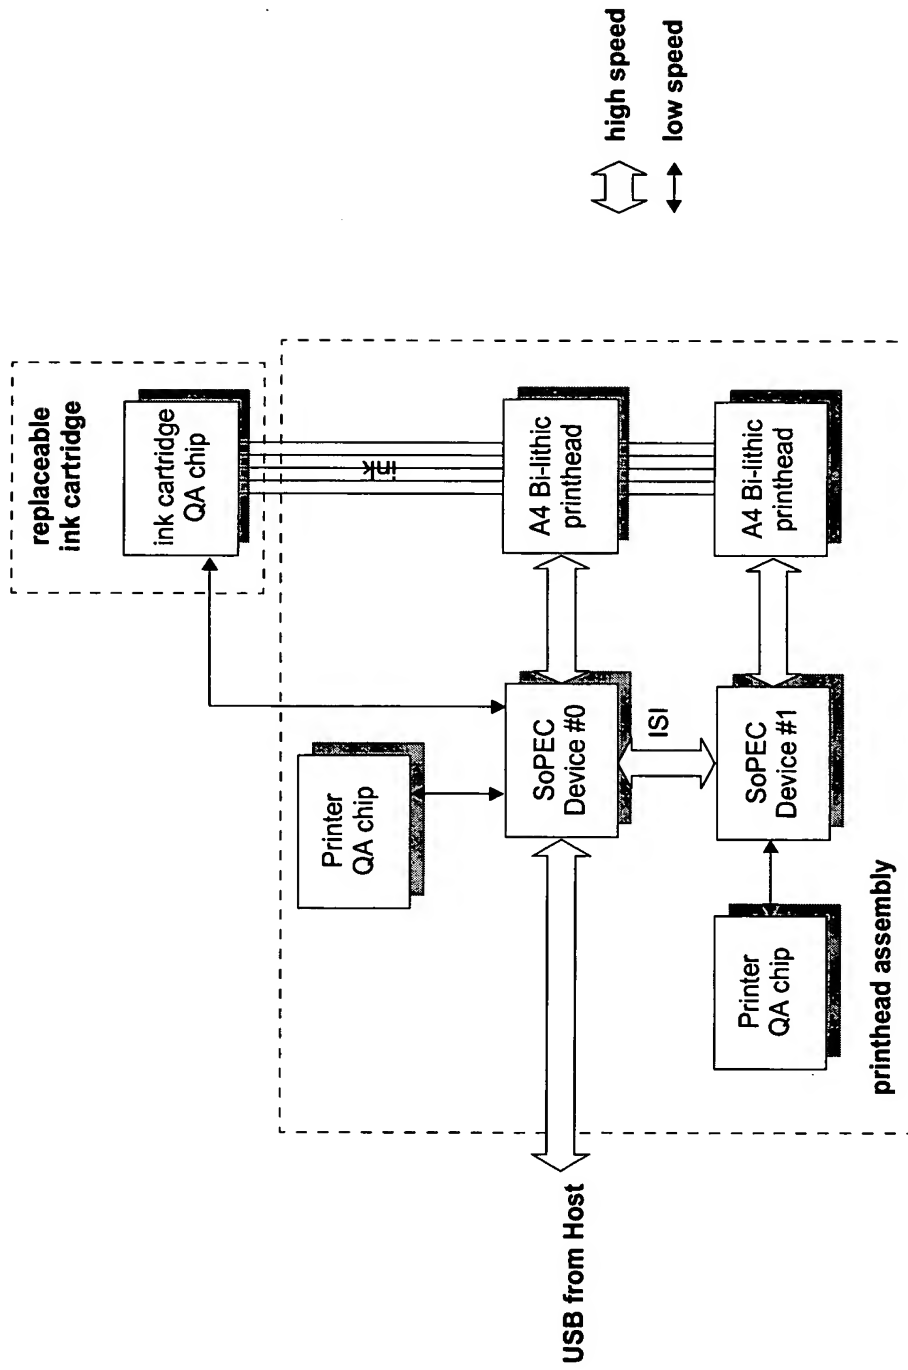 replaceable
ink cartridge
ink cartridge
QA chip
Printer
QA chip
ink
USB from Host
SoPEC
Device #0
A4 Bi-lithic
printhead
high speed
low speed
ISI
Printer
QA chip
SoPEC
Device #1
A4 Bi-lithic
printhead
printhead assembly